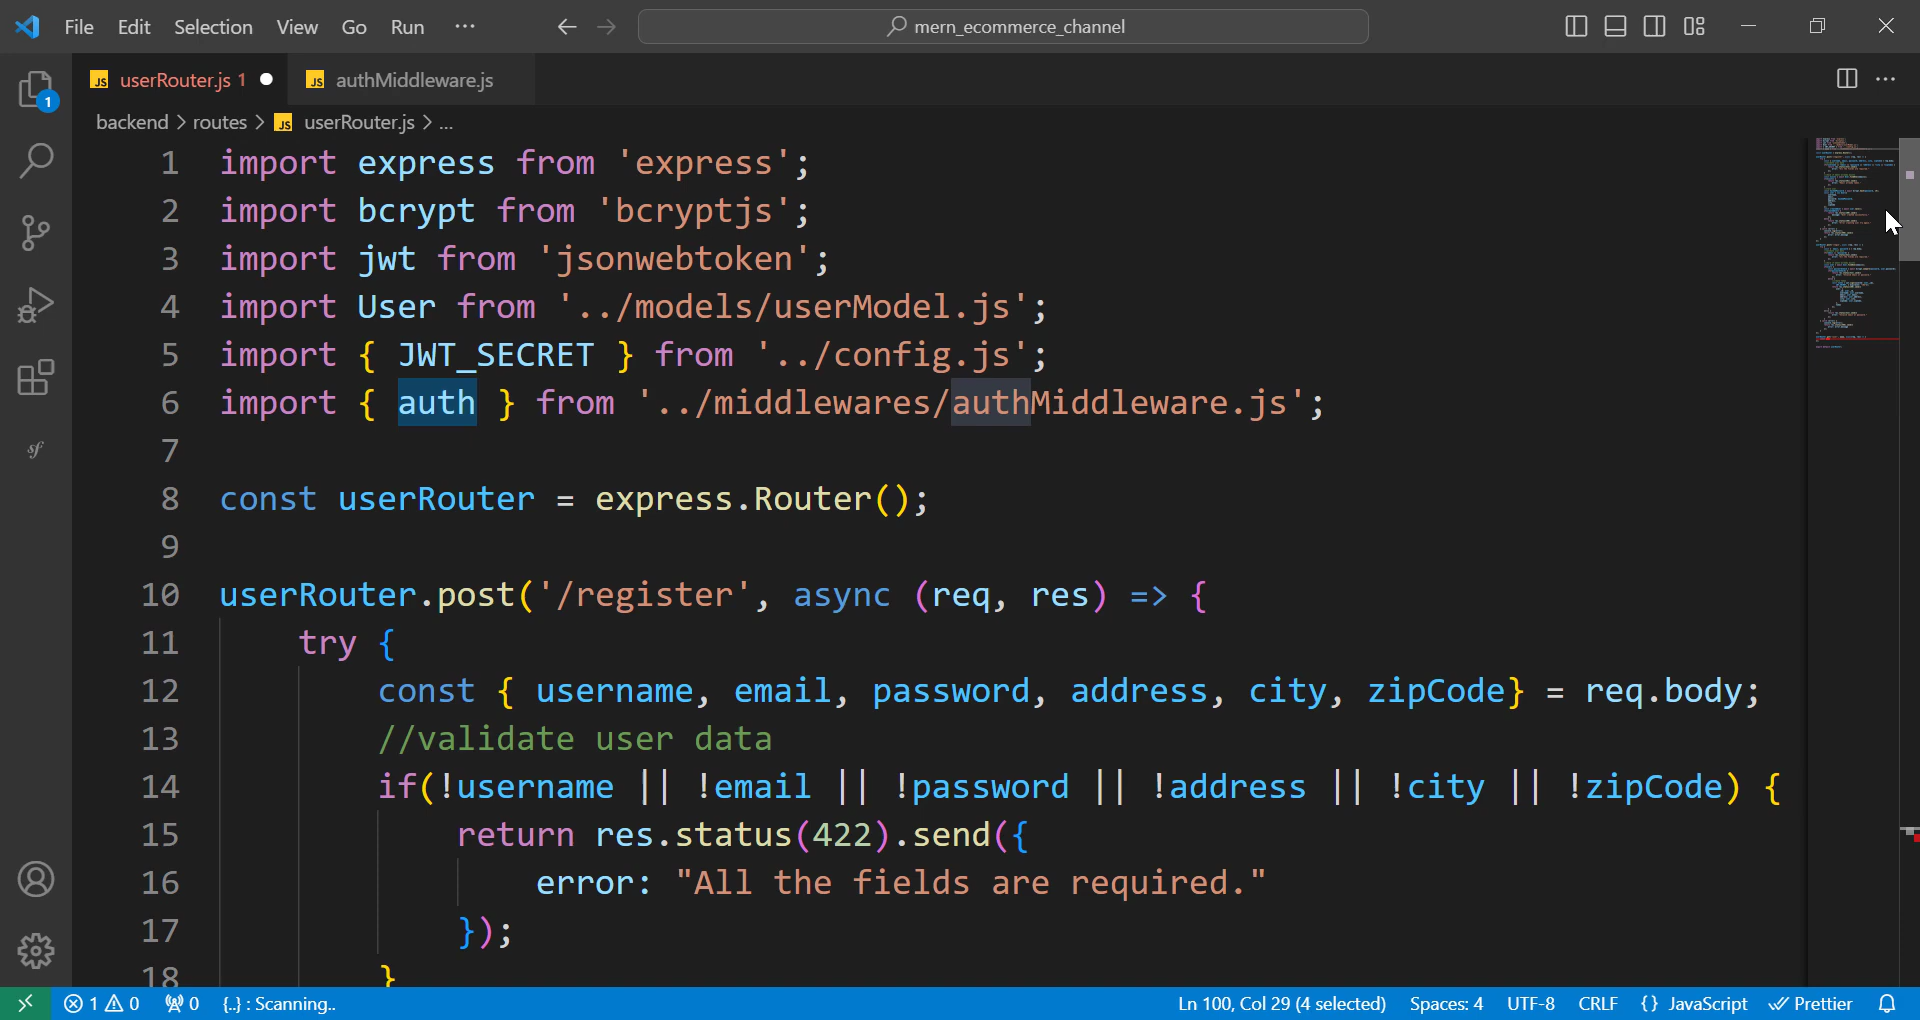 File Edit Selection View Go Run ··· mern_ecommerce_channel
JS userRouter.js 1 JS authMiddleware.js
1
backend > routes > JS userRouter.js > ...
1 import express from 'express';
2 import bcrypt from 'bcryptjs';
3 import jwt from 'jsonwebtoken';
4 import User from '../models/userModel.js';
5 import { JWT_SECRET } from '../config.js';
6 import { auth } from '../middlewares/authMiddleware.js';
7
8 const userRouter = express.Router();
9
10 userRouter.post('/register', async (req, res) => {
11 try {
12 const { username, email, password, address, city, zipCode} = req.body;
13 //validate user data
14 if(!username || !email || !password || !address || !city || !zipCode) {
15 return res.status(422).send({
16 error: "All the fields are required."
17 });
18 }
sf
1 0 0 {..} : Scanning.. Ln 100, Col 29 (4 selected) Spaces: 4 UTF-8 CRLF {} JavaScript Prettier